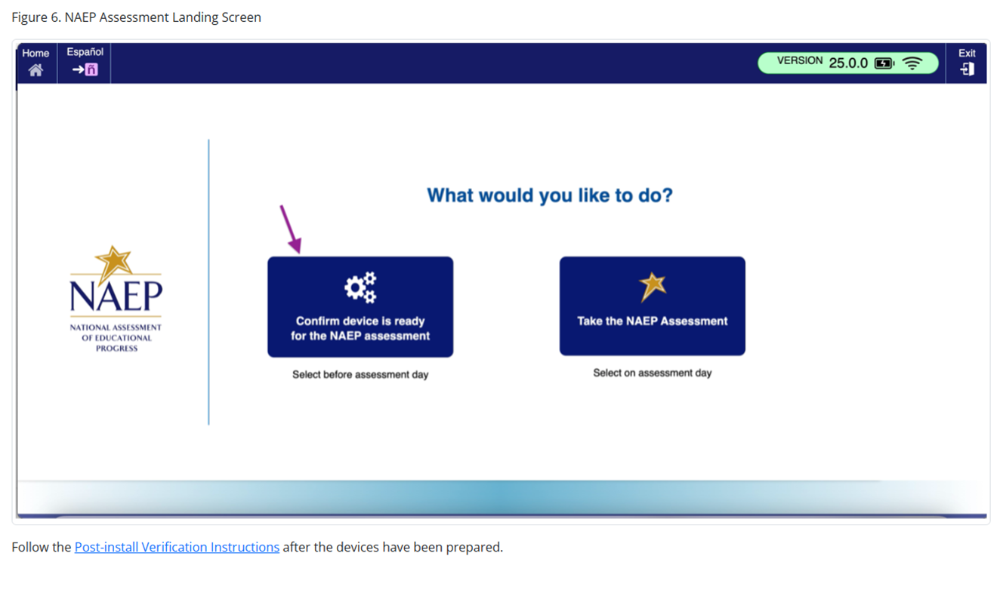 Figure 6. NAEP Assessment Landing Screen
Home
Español
ñ
VERSION 25.0.0
Exit
What would you like to do?
NAEP
NATIONAL ASSESSMENT
OF EDUCATIONAL
PROGRESS
Confirm device is ready
for the NAEP assessment
Select before assessment day
Take the NAEP Assessment
Select on assessment day
Follow the Post-install Verification Instructions after the devices have been prepared.